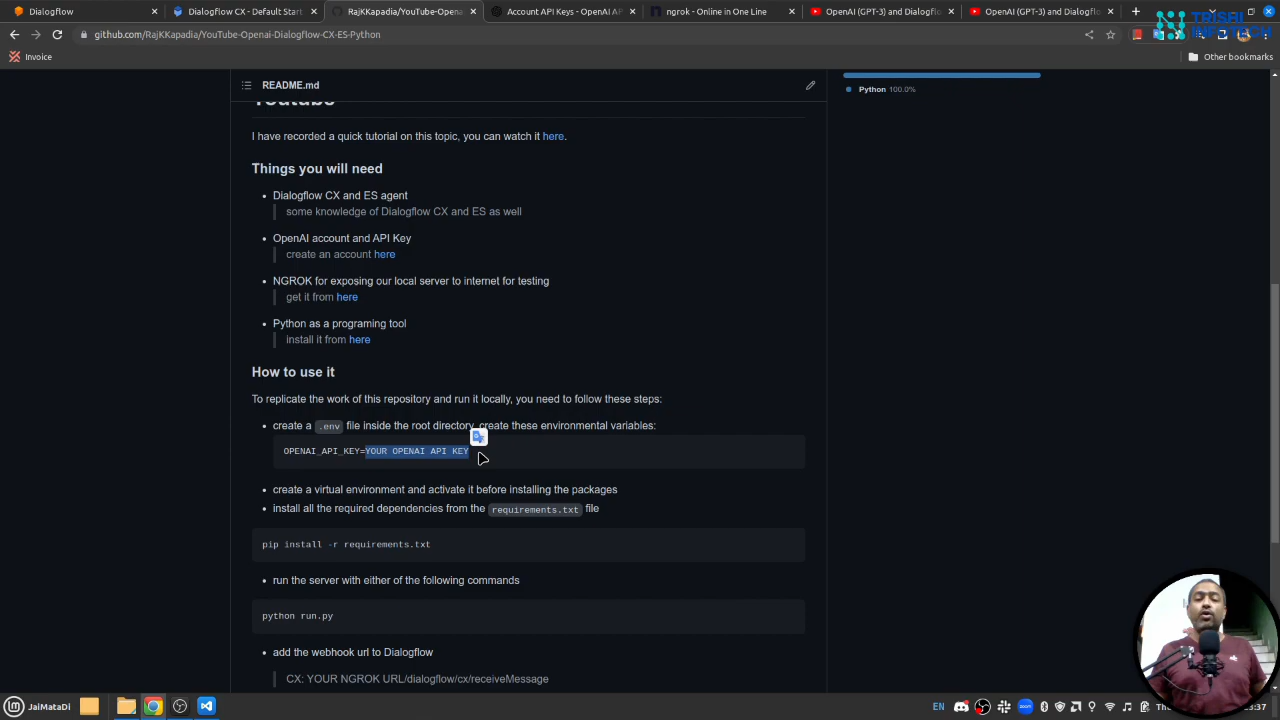 Dialogflow
Dialogflow CX - Default Start
RajKKapadia/YouTube-Opena
Account API Keys - OpenAI AP
ngrok - Online in One Line
OpenAI (GPT-3) and Dialogflo
OpenAI (GPT-3) and Dialogflo
TRISBI
INFOTECH
github.com/RajKKapadia/YouTube-Openai-Dialogflow-CX-ES-Python
Invoice
Other bookmarks
README.md
Youtube
Python 100.0%
I have recorded a quick tutorial on this topic, you can watch it here.
Things you will need
Dialogflow CX and ES agent
some knowledge of Dialogflow CX and ES as well
OpenAI account and API Key
create an account here
NGROK for exposing our local server to internet for testing
get it from here
Python as a programing tool
install it from here
How to use it
To replicate the work of this repository and run it locally, you need to follow these steps:
create a .env file inside the root directory, create these environmental variables:
OPENAI_API_KEY=YOUR OPENAI API KEY
create a virtual environment and activate it before installing the packages
install all the required dependencies from the requirements.txt file
pip install -r requirements.txt
run the server with either of the following commands
python run.py
add the webhook url to Dialogflow
CX: YOUR NGROK URL/dialogflow/cx/receiveMessage
JaiMataDi
EN